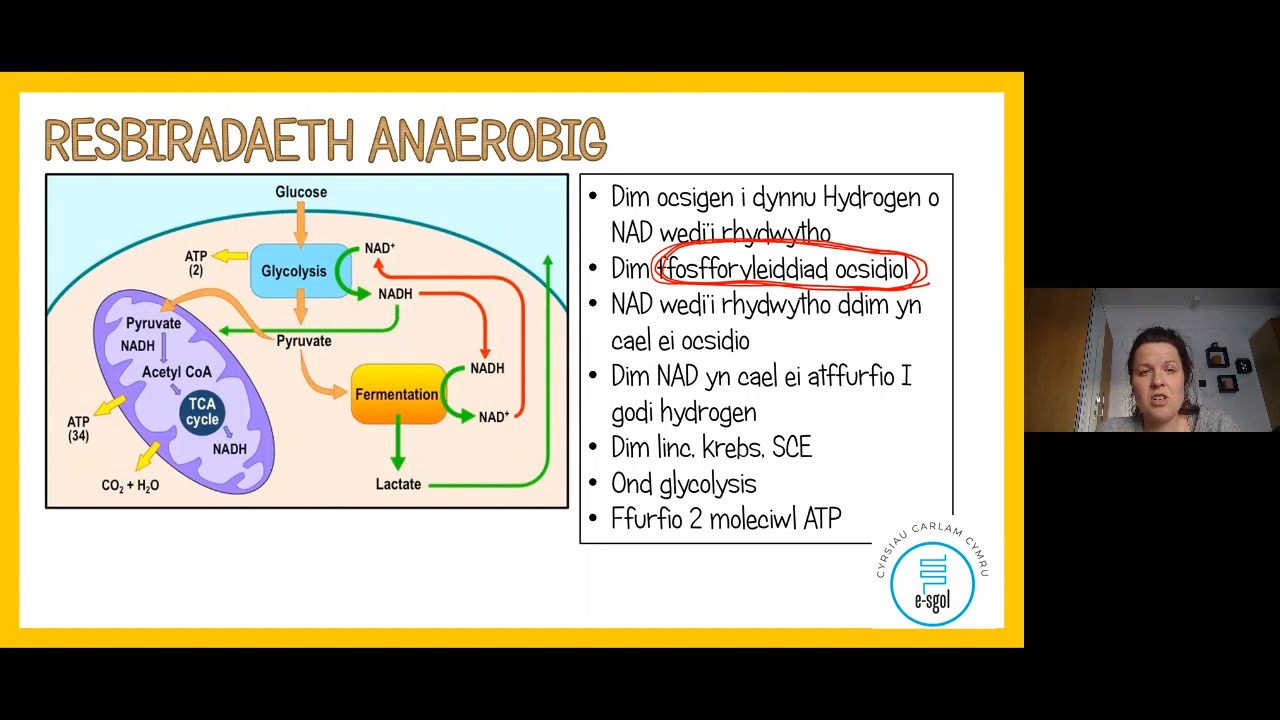 RESBIRADAETH ANAEROBIG
Glucose
ATP
(2)
Glycolysis
NAD+
NADH
Pyruvate
Pyruvate
NADH
Acetyl CoA
TCA
cycle
NADH
ATP
(34)
CO₂ + H₂O
Fermentation
NADH
NAD+
Lactate
• Dim ocsigen i dynnu Hydrogen o
NAD wedi'i rhydwytho
• Dim ffosfforyleiddiad ocsidiol
• NAD wedi'i rhydwytho ddim yn
cael ei ocsidio
• Dim NAD yn cael ei atffurfio I
godi hydrogen
• Dim linc, krebs, SCE
• Ond glycolysis
• Ffurfio 2 moleciwl ATP
CYRSIAU CARLAM CYMRU
e-sgol